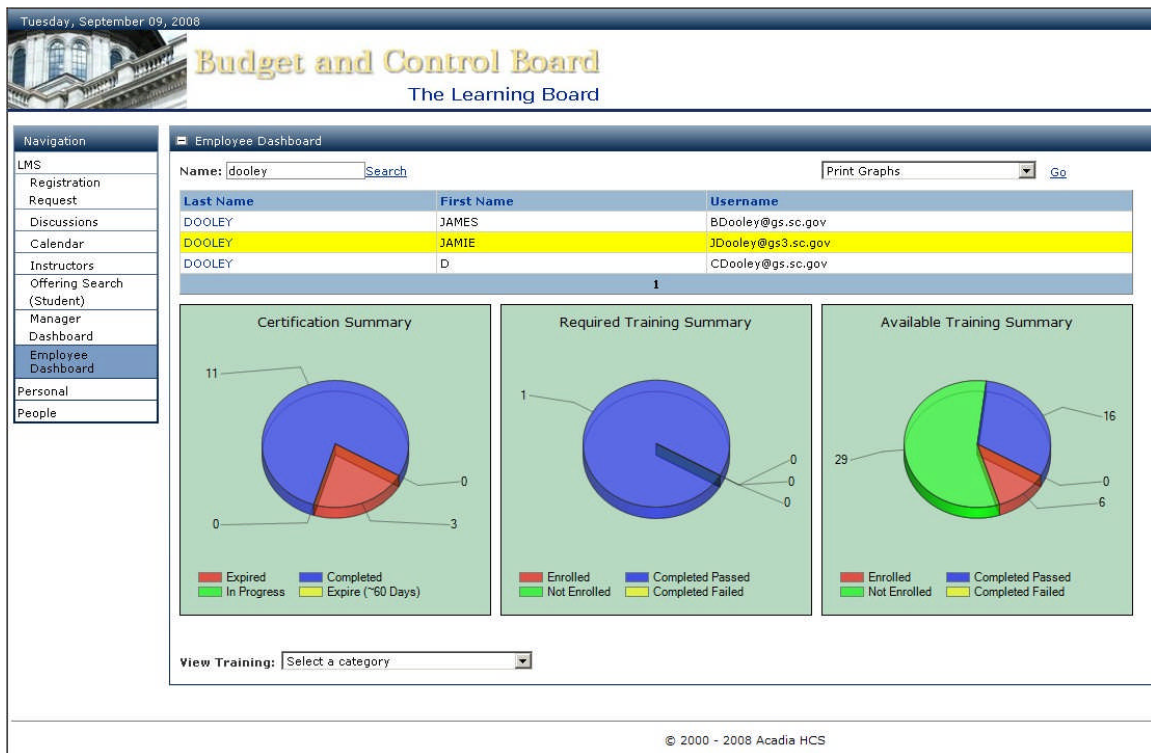 Tuesday, September 09, 2008
Budget and Control Board
The Learning Board
Navigation
LMS
Registration
Request
Discussions
Calendar
Instructors
Offering Search
(Student)
Manager
Dashboard
Employee
Dashboard
Personal
People
Employee Dashboard
Name: dooley Search Print Graphs Go
Last Name First Name Username
DOOLEY JAMES BDooley@gs.sc.gov
DOOLEY JAMIE JDooley@gs3.sc.gov
DOOLEY D CDooley@gs.sc.gov
1
Certification Summary
11
0
0
3
Expired Completed
In Progress Expire (~60 Days)
Required Training Summary
1
0
0
0
Enrolled Completed Passed
Not Enrolled Completed Failed
Available Training Summary
16
29
0
6
Enrolled Completed Passed
Not Enrolled Completed Failed
View Training: Select a category
© 2000 - 2008 Acadia HCS